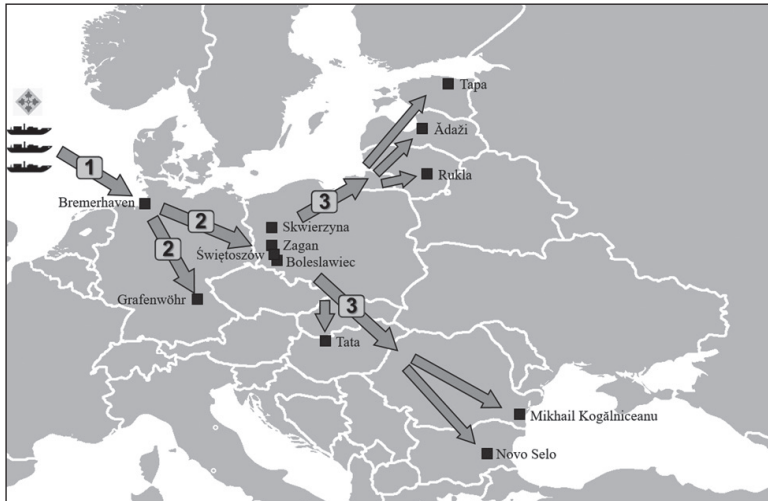 Tapa
Ādaži
1
Rukla
Bremerhaven
3
2
Skwierzyna
2
Zagan
Świętoszów
Boleslawiec
Grafenwöhr
3
Tata
Mikhail Kogălniceanu
Novo Selo